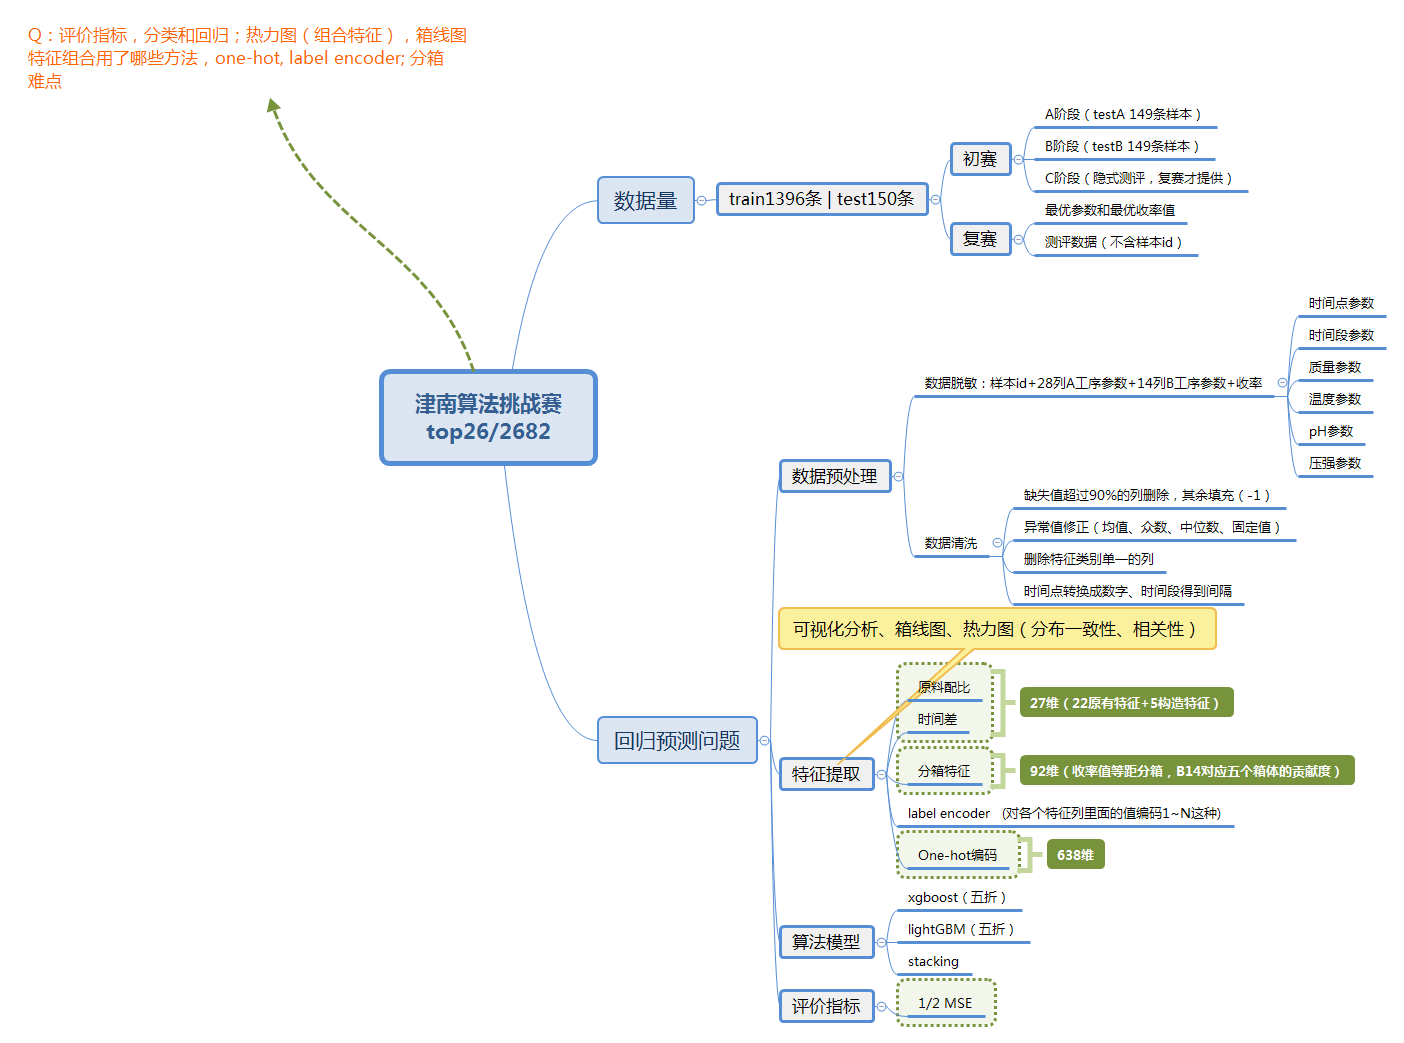 Q：评价指标，分类和回归；热力图（组合特征），箱线图
特征组合用了哪些方法，one-hot, label encoder; 分箱
难点
津南算法挑战赛
top26/2682
数据量
train1396条 | test150条
初赛
A阶段（testA 149条样本）
B阶段（testB 149条样本）
C阶段（隐式测评，复赛才提供）
复赛
最优参数和最优收率值
测评数据（不含样本id）
回归预测问题
数据预处理
数据脱敏：样本id+28列A工序参数+14列B工序参数+收率
时间点参数
时间段参数
质量参数
温度参数
pH参数
压强参数
数据清洗
缺失值超过90%的列删除，其余填充（-1）
异常值修正（均值、众数、中位数、固定值）
删除特征类别单一的列
时间点转换成数字、时间段得到间隔
可视化分析、箱线图、热力图（分布一致性、相关性）
特征提取
原料配比
时间差
27维（22原有特征+5构造特征）
分箱特征
92维（收率值等距分箱，B14对应五个箱体的贡献度）
label encoder （对各个特征列里面的值编码1~N这种)
One-hot编码
638维
算法模型
xgboost（五折）
lightGBM（五折）
stacking
评价指标
1/2 MSE